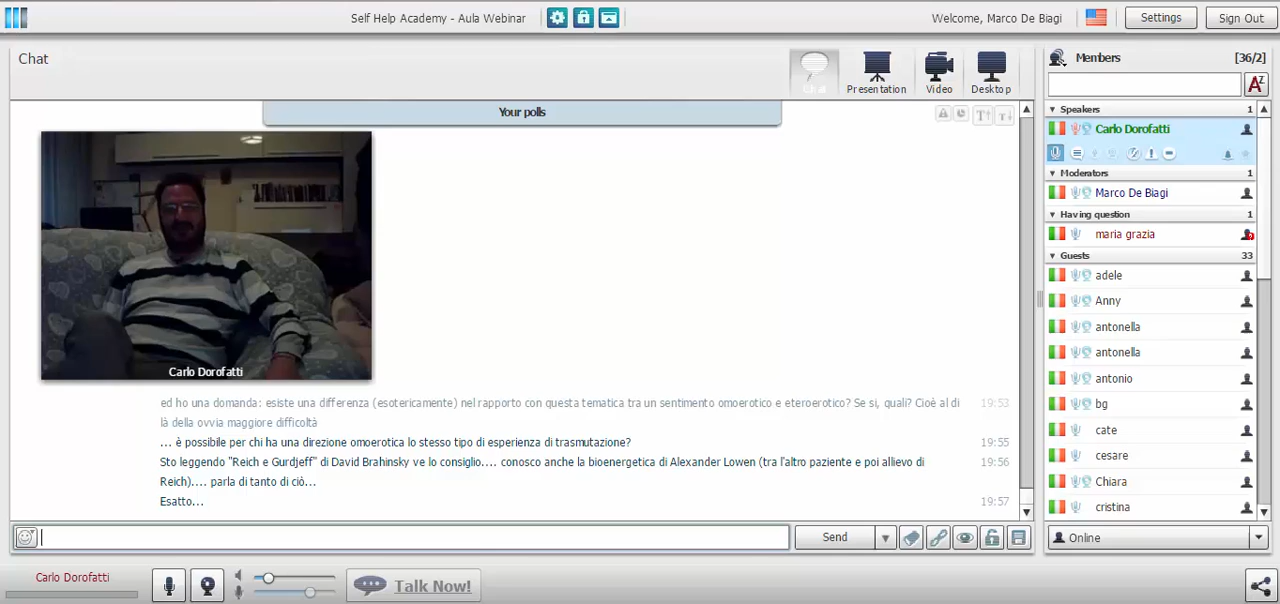 Self Help Academy - Aula Webinar
Welcome, Marco De Biagi
Settings
Sign Out
Chat
Chat
Presentation
Video
Desktop
Your polls
Carlo Dorofatti
ed ho una domanda: esiste una differenza (esotericamente) nel rapporto con questa tematica tra un sentimento omoerotico e eteroerotico? Se si, quali? Cioè al di
19:53
là della ovvia maggiore difficoltà
... è possibile per chi ha una direzione omoerotica lo stesso tipo di esperienza di trasmutazione?
19:55
Sto leggendo "Reich e Gurdjeff" di David Brahinsky ve lo consiglio.... conosco anche la bioenergetica di Alexander Lowen (tra l'altro paziente e poi allievo di
19:56
Reich).... parla di tanto di ciò...
Esatto...
19:57
Send
Carlo Dorofatti
Talk Now!
Members
[36/2]
Speakers
1
Carlo Dorofatti
Moderators
1
Marco De Biagi
Having question
1
maria grazia
Guests
33
adele
Anny
antonella
antonella
antonio
bg
cate
cesare
Chiara
cristina
Online